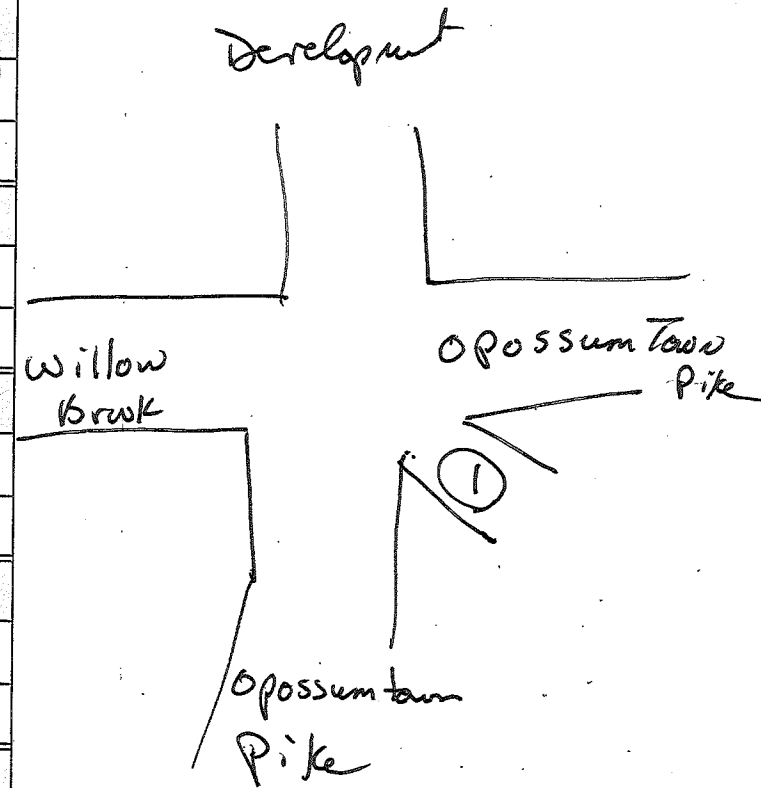 Development
Willow
Brook
Opossum Town
Pike
1
Opossumtown
Pike